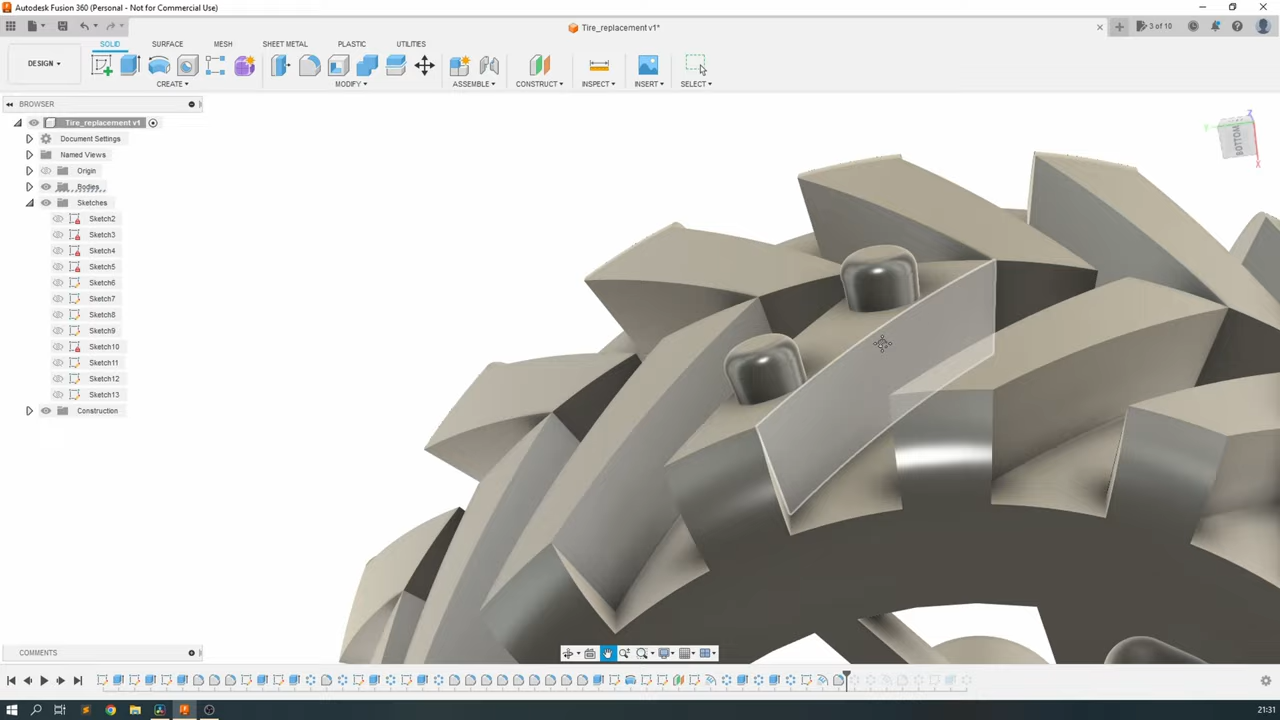 Autodesk Fusion 360 (Personal - Not for Commercial Use)
Tire_replacement v1*
3 of 10
SOLID SURFACE MESH SHEET METAL PLASTIC UTILITIES
DESIGN
CREATE MODIFY ASSEMBLE CONSTRUCT INSPECT INSERT SELECT
BROWSER
Tire_replacement v1
Document Settings
Named Views
Origin
Bodies
Sketches
Sketch2
Sketch3
Sketch4
Sketch5
Sketch6
Sketch7
Sketch8
Sketch9
Sketch10
Sketch11
Sketch12
Sketch13
Construction
Z
Y
BOTTOM
X
COMMENTS
21:31